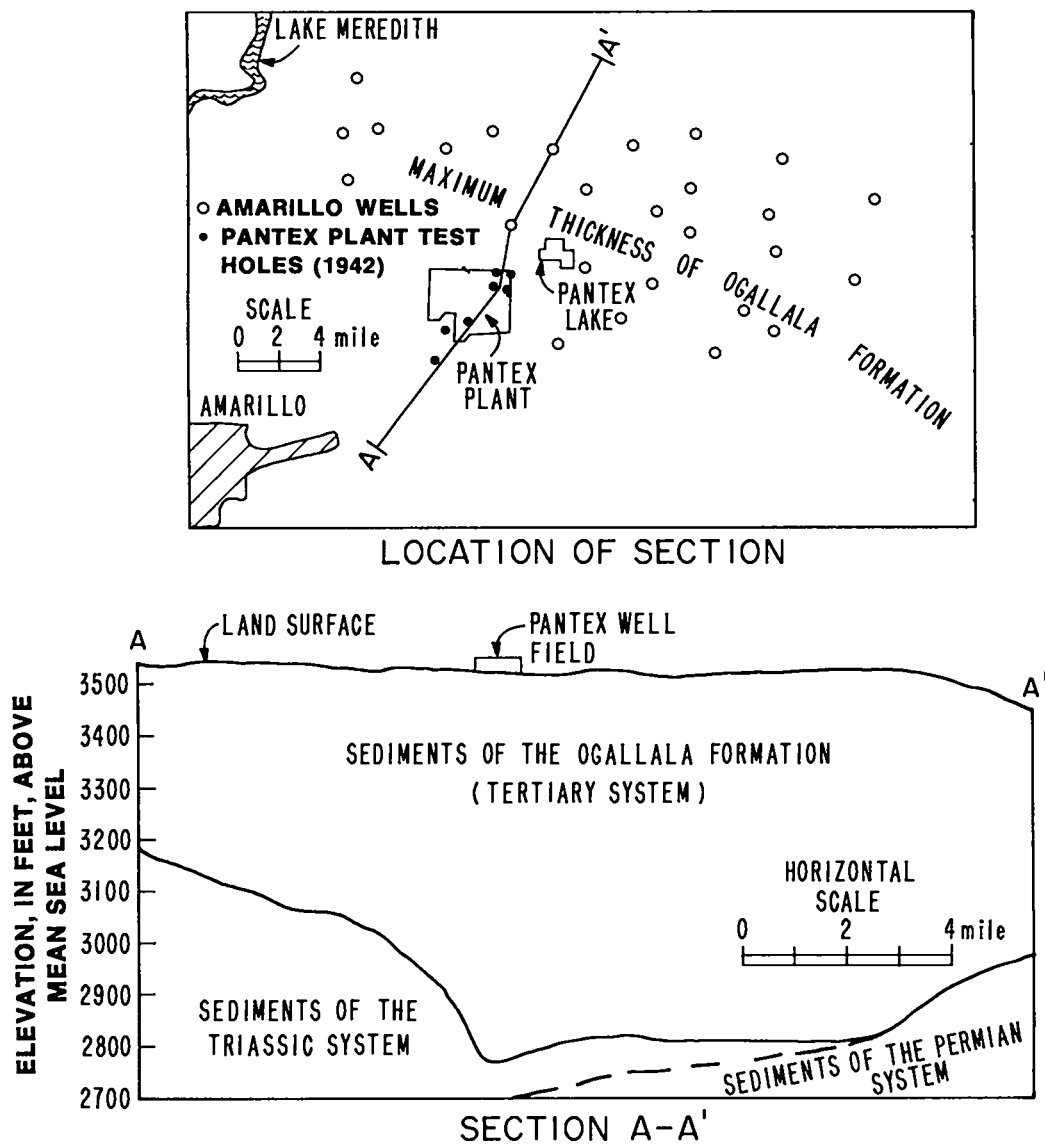 LAKE MEREDITH
A'
MAXIMUM THICKNESS OF OGALLALA FORMATION
AMARILLO WELLS
PANTEX PLANT TEST
HOLES (1942)
SCALE
0 2 4 mile
PANTEX
LAKE
PANTEX
PLANT
AMARILLO
A
LOCATION OF SECTION
A
LAND SURFACE
PANTEX WELL
FIELD
A'
ELEVATION, IN FEET, ABOVE
MEAN SEA LEVEL
3500
3400
3300
3200
3100
3000
2900
2800
2700
SEDIMENTS OF THE OGALLALA FORMATION
(TERTIARY SYSTEM)
HORIZONTAL
SCALE
0 2 4 mile
SEDIMENTS OF THE
TRIASSIC SYSTEM
SEDIMENTS OF THE PERMIAN
SYSTEM
SECTION A-A'